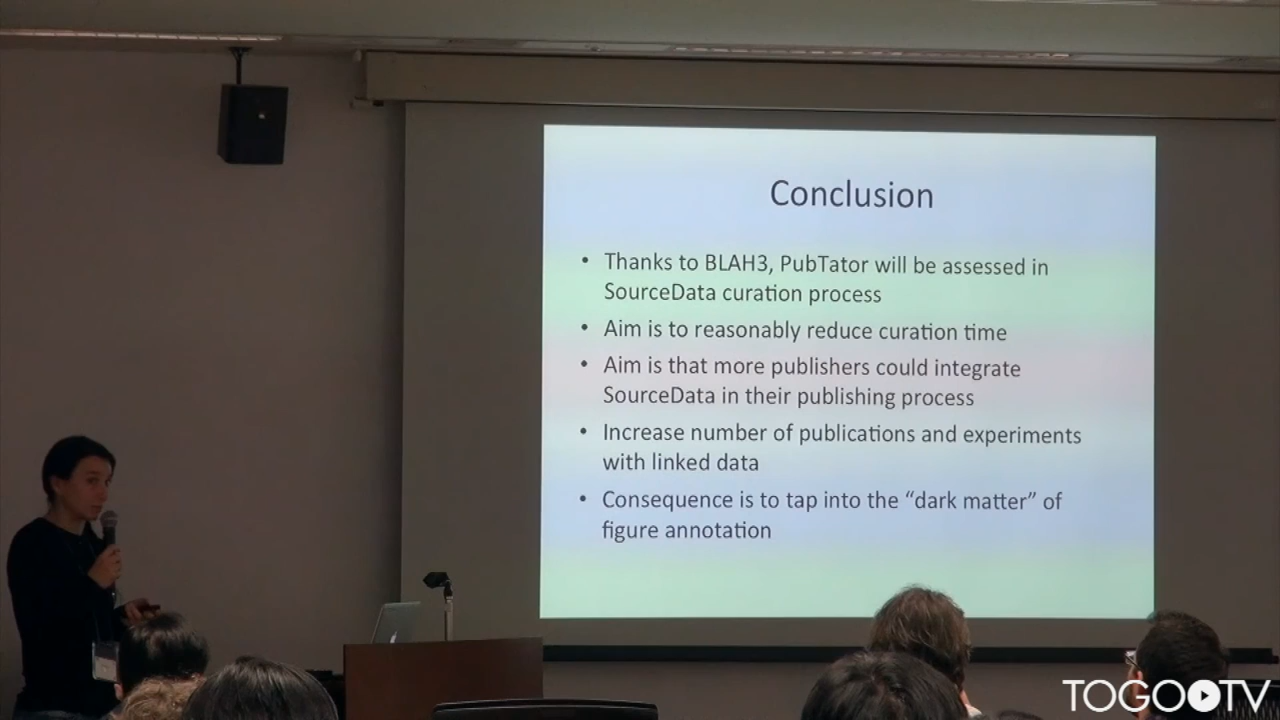 Conclusion
• Thanks to BLAH3, PubTator will be assessed in
SourceData curation process
• Aim is to reasonably reduce curation time
• Aim is that more publishers could integrate
SourceData in their publishing process
• Increase number of publications and experiments
with linked data
• Consequence is to tap into the “dark matter” of
figure annotation
TOGOTV